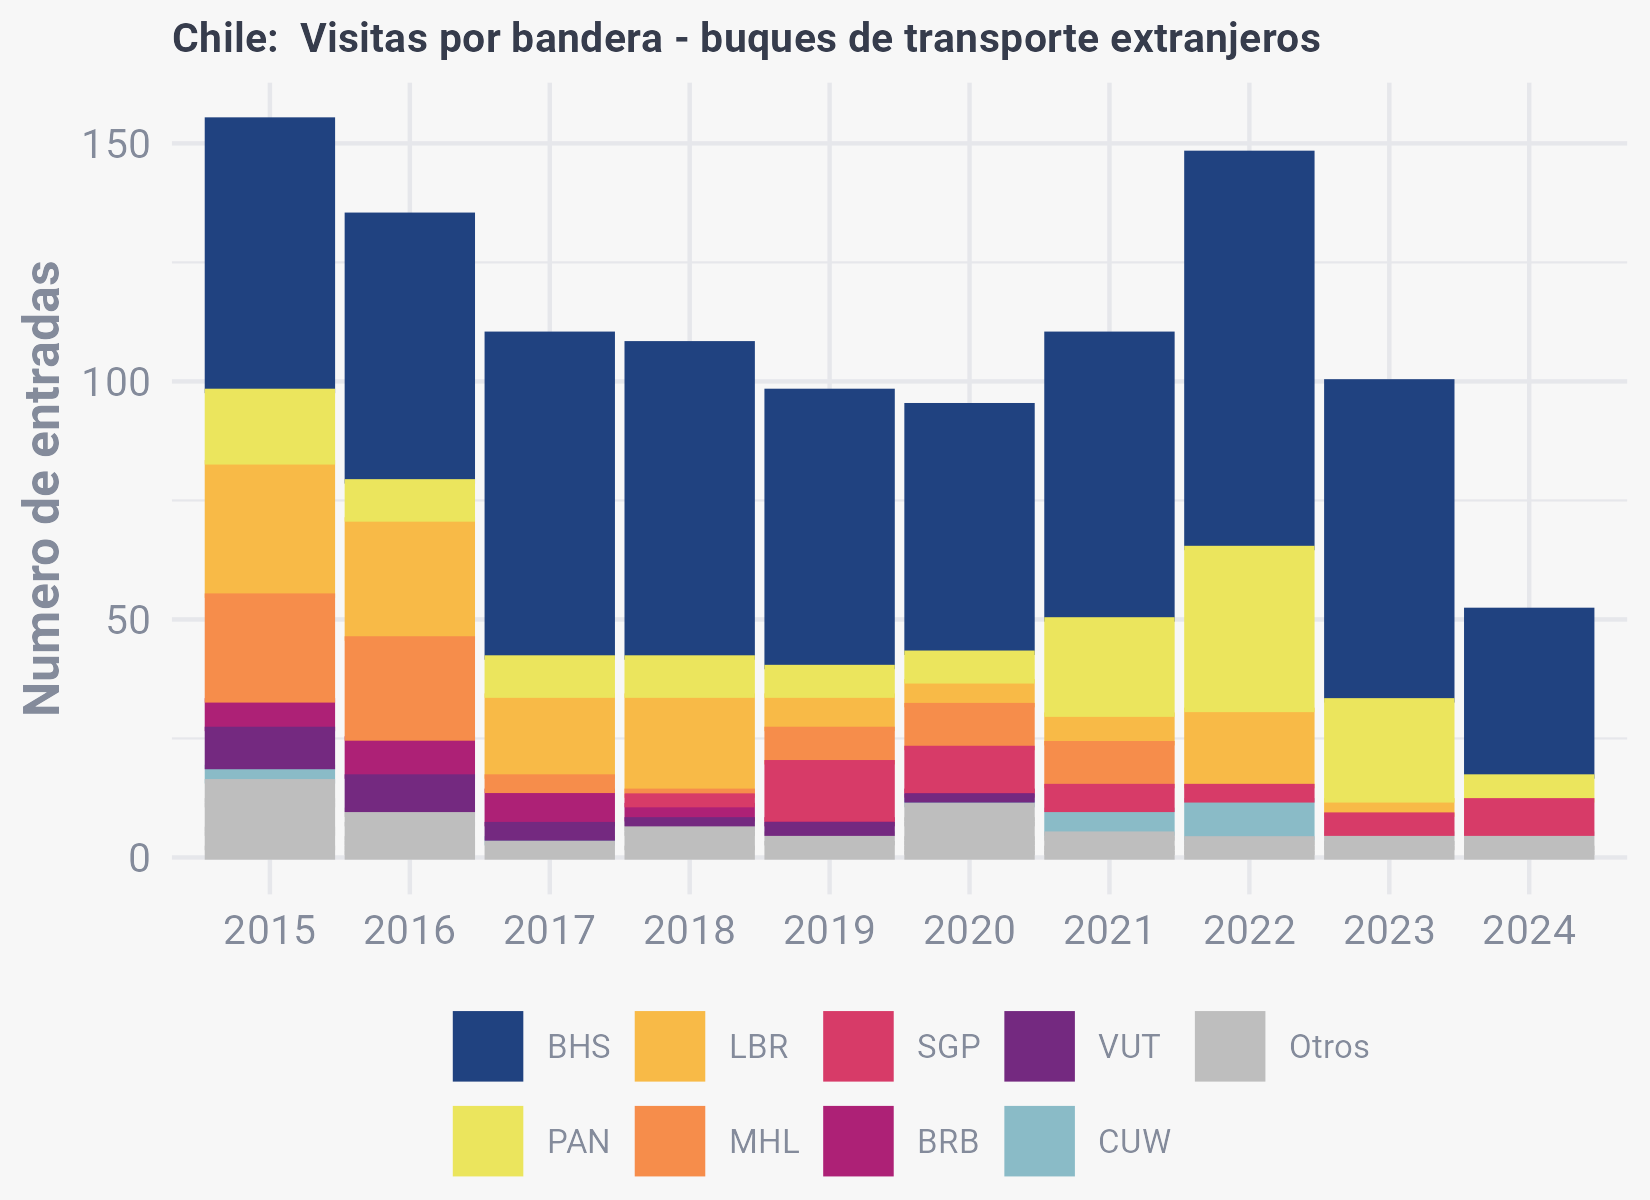 Chile:  Visitas por bandera - buques de transporte extranjeros
Numero de entradas
150
100
50
0
2015 2016 2017 2018 2019 2020 2021 2022 2023 2024
BHS LBR SGP VUT Otros
PAN MHL BRB CUW